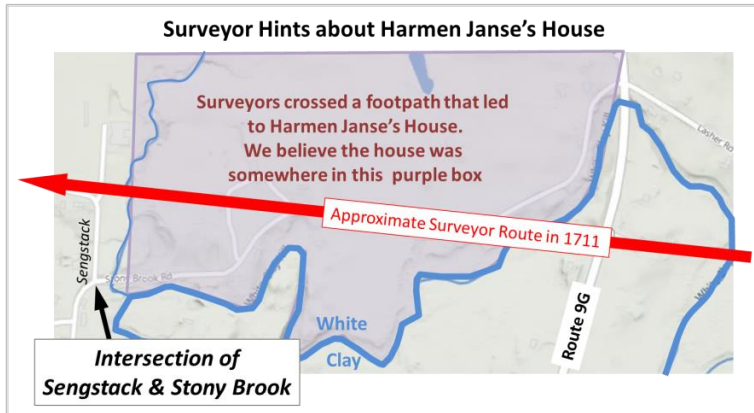 Surveyor Hints about Harmen Janse's House
Surveyors crossed a footpath that led
to Harmen Janse's House.
We believe the house was
somewhere in this purple box
Lasher Rd
Approximate Surveyor Route in 1711
Sengstack
Stony Brook Rd
White
Clay
Route 9G
Intersection of
Sengstack & Stony Brook